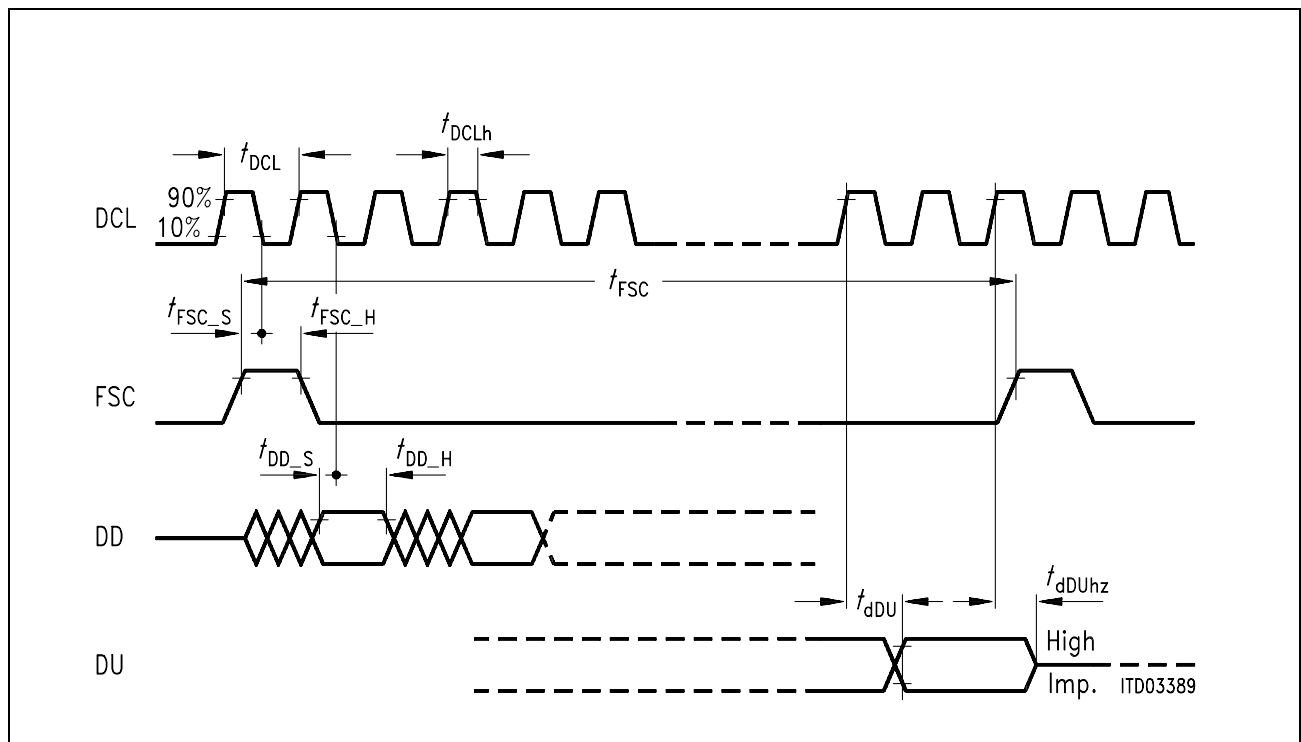 tDCLh
tDCL
90%
DCL
10%
tFSC
tFSC_S
tFSC_H
FSC
tDD_S
tDD_H
DD
tdDUhz
tdDU
High
DU
Imp.
ITD03389